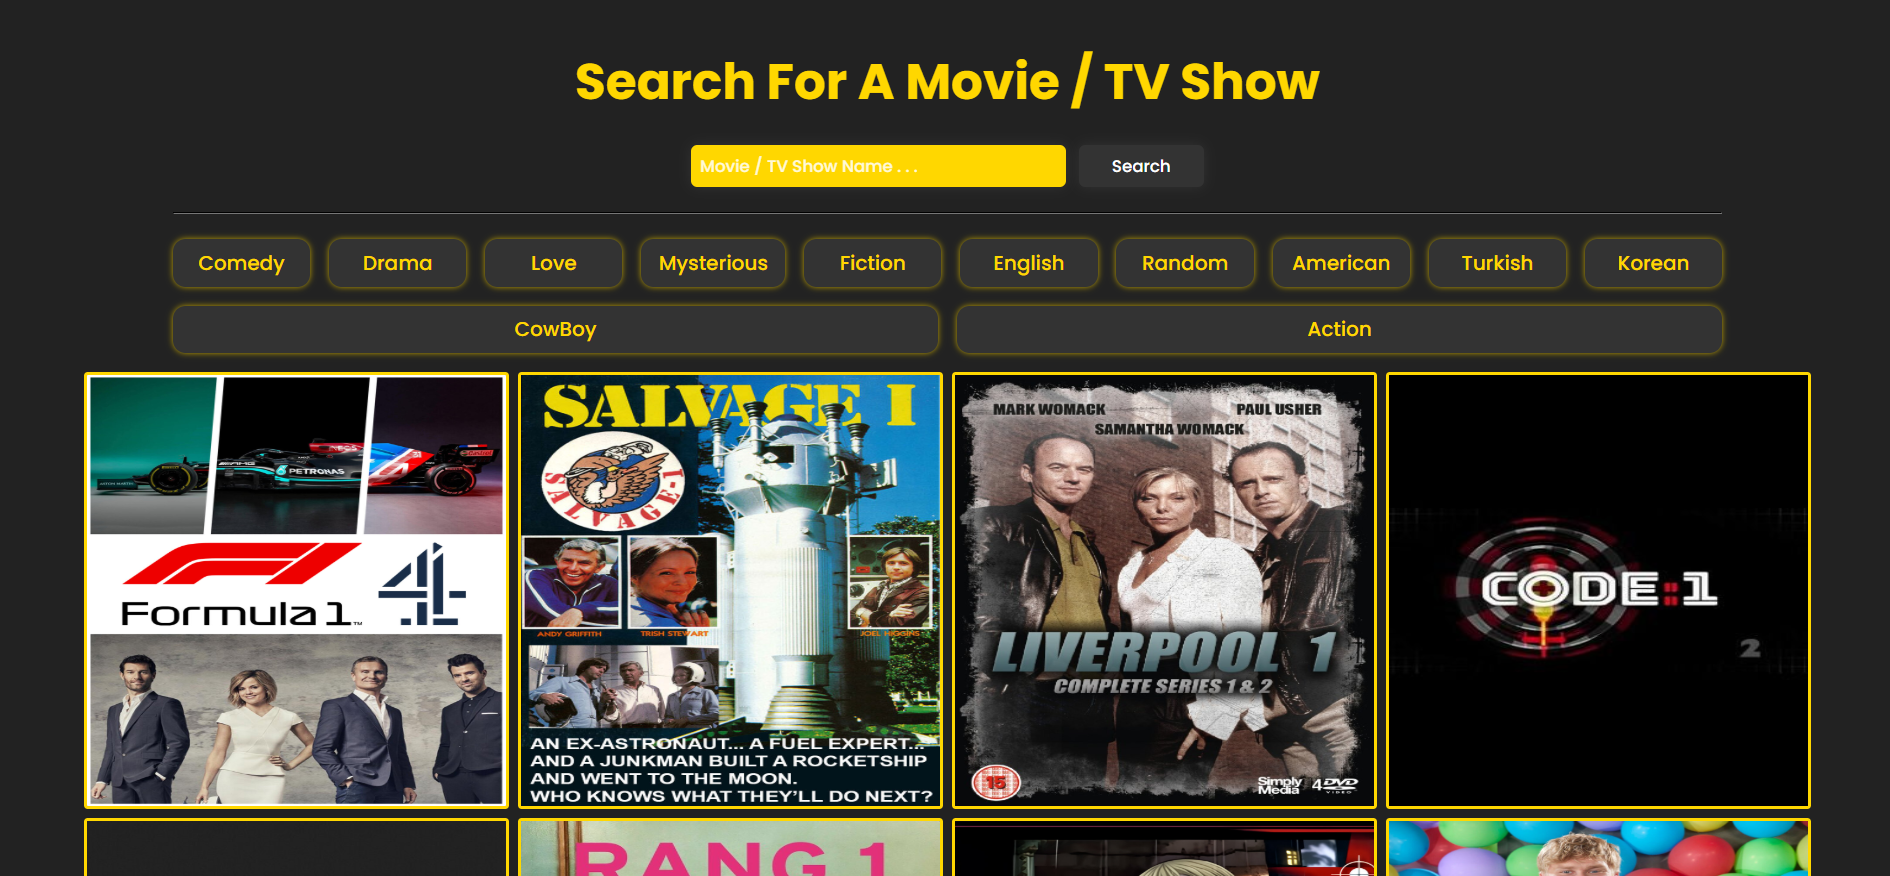 Search For A Movie / TV Show
Movie / TV Show Name . . .
Search
Comedy
Drama
Love
Mysterious
Fiction
English
Random
American
Turkish
Korean
CowBoy
Action
PETRONAS
Formula 1
4
SALVAGE 1
SALVAGE-1
ANDY GRIFFITH
TRISH STEWART
JOEL HIGGINS
AN EX-ASTRONAUT... A FUEL EXPERT...
AND A JUNKMAN BUILT A ROCKETSHIP
AND WENT TO THE MOON.
WHO KNOWS WHAT THEY'LL DO NEXT?
MARK WOMACK
PAUL USHER
SAMANTHA WOMACK
LIVERPOOL 1
COMPLETE SERIES 1 & 2
15
Simply
Media
4 DVD
VIDEO
CODE:1
2
RANG 1